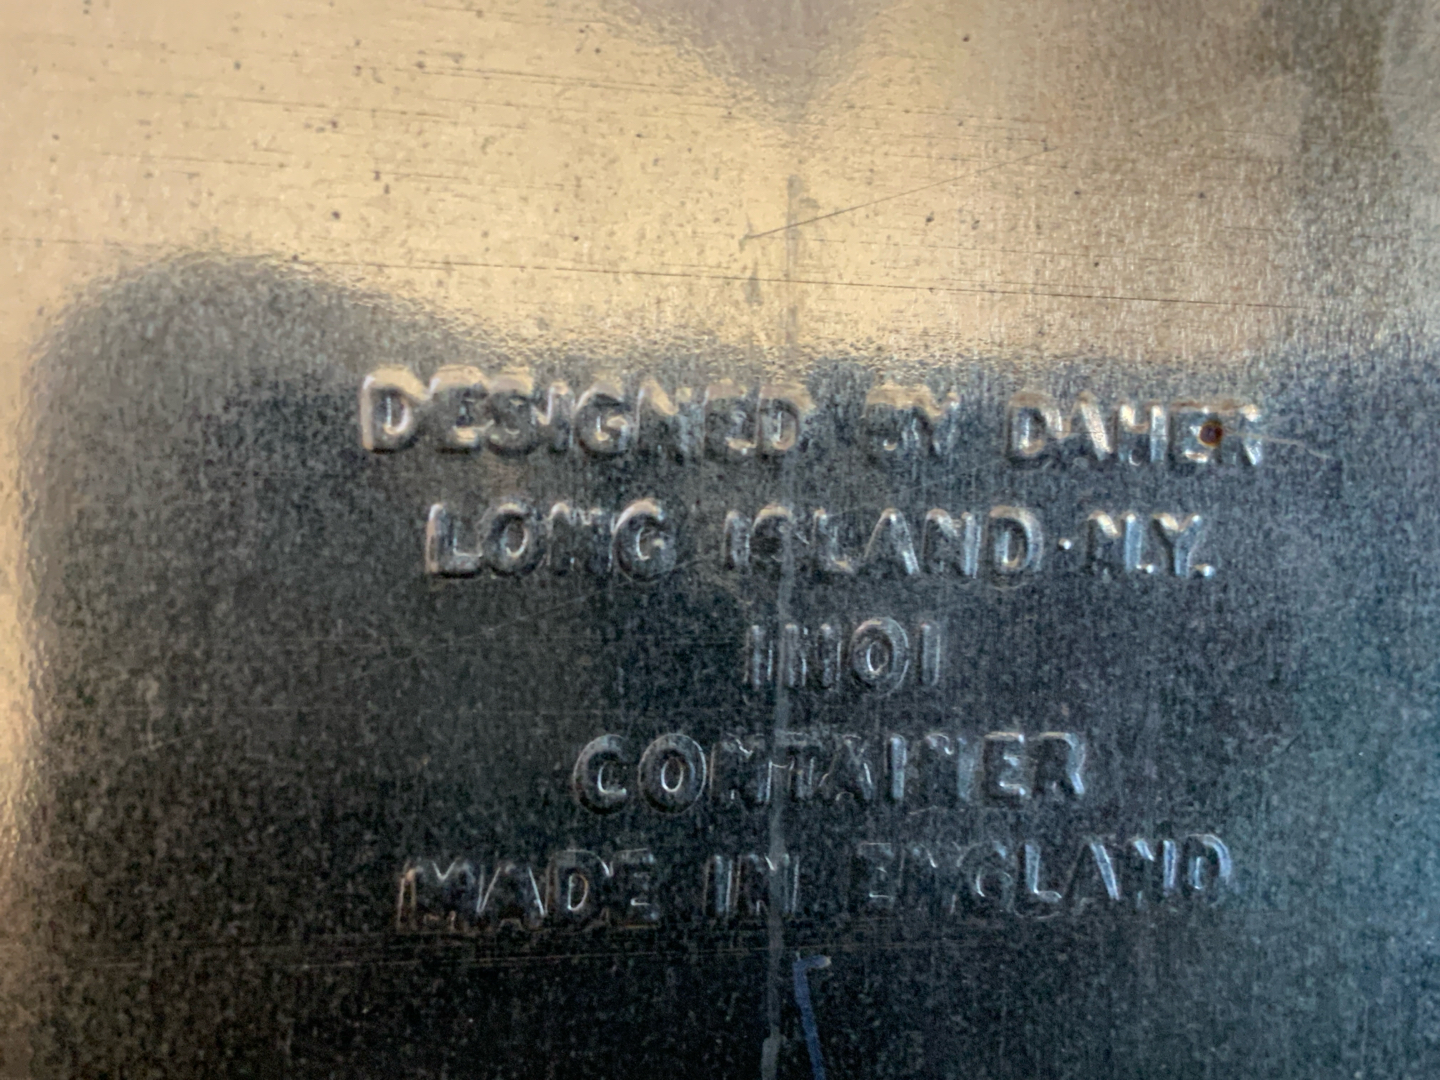 DESIGNED BY DAHER
LONG ISLAND·N.Y.
11101
CONTAINER
MADE IN ENGLAND